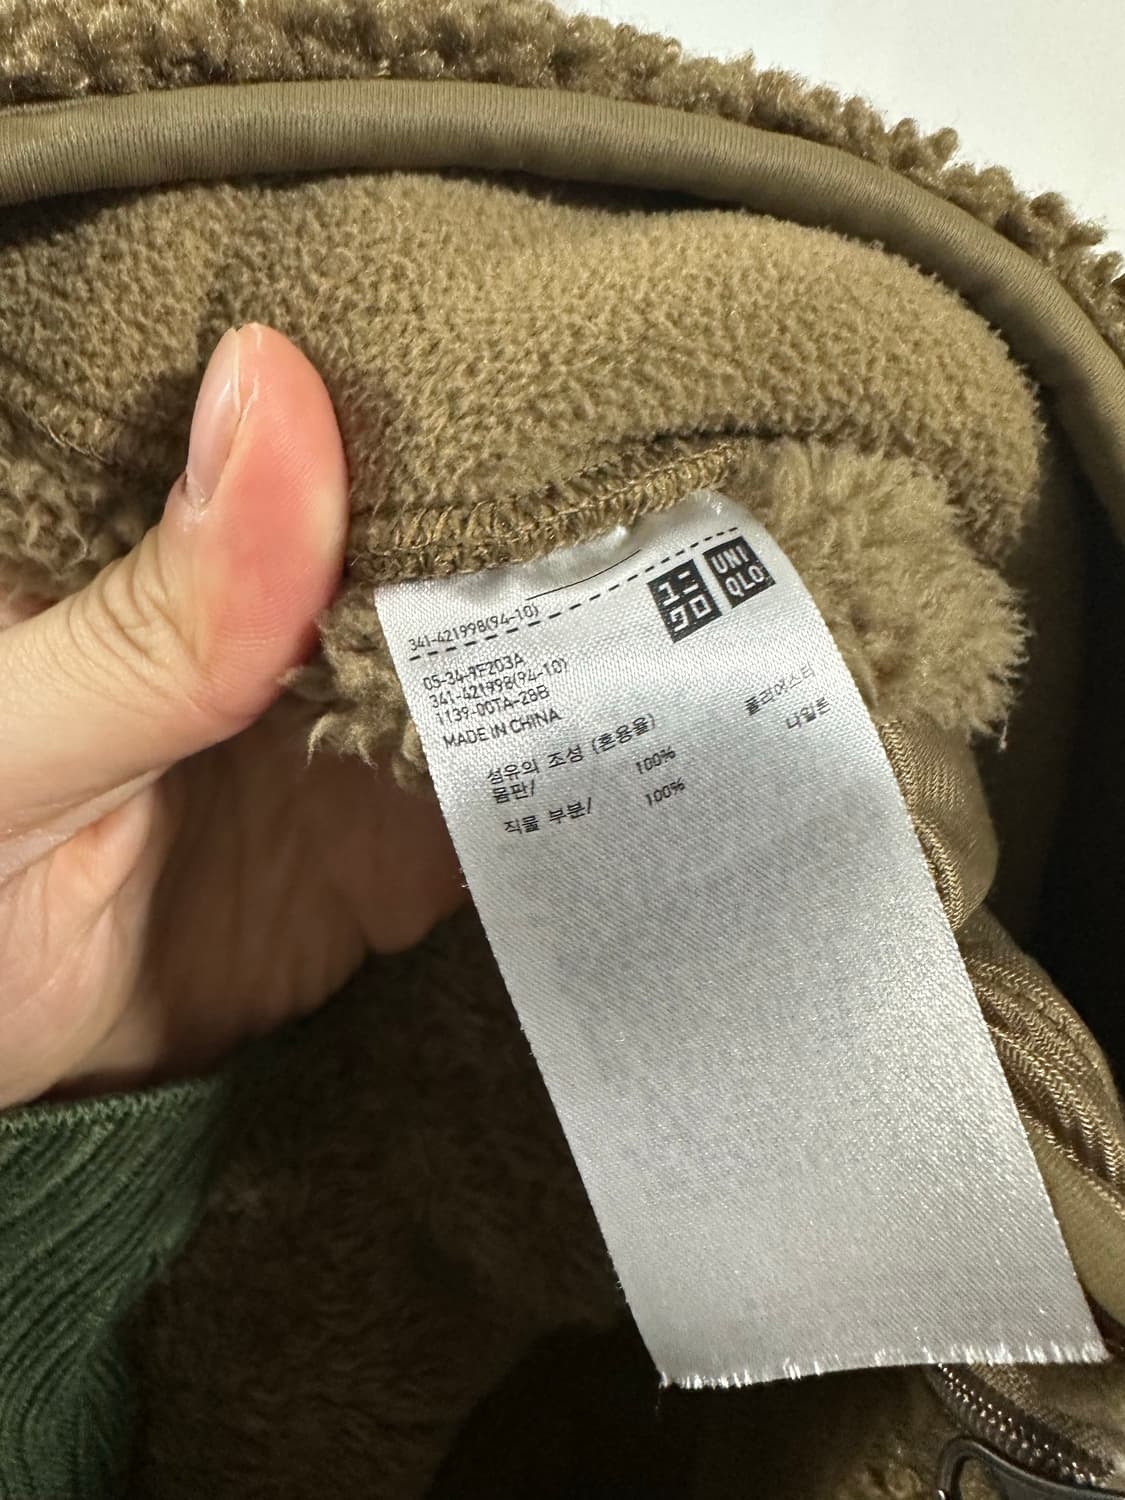 341-421998(94-10)
ユニクロ
UNIQLO
05-34-9F203A
341-421998(94-10)
1139-00TA-28B
MADE IN CHINA
섬유의 조성 (혼용율)
몸판/ 100% 폴리에스터
직물 부분/ 100% 나일론